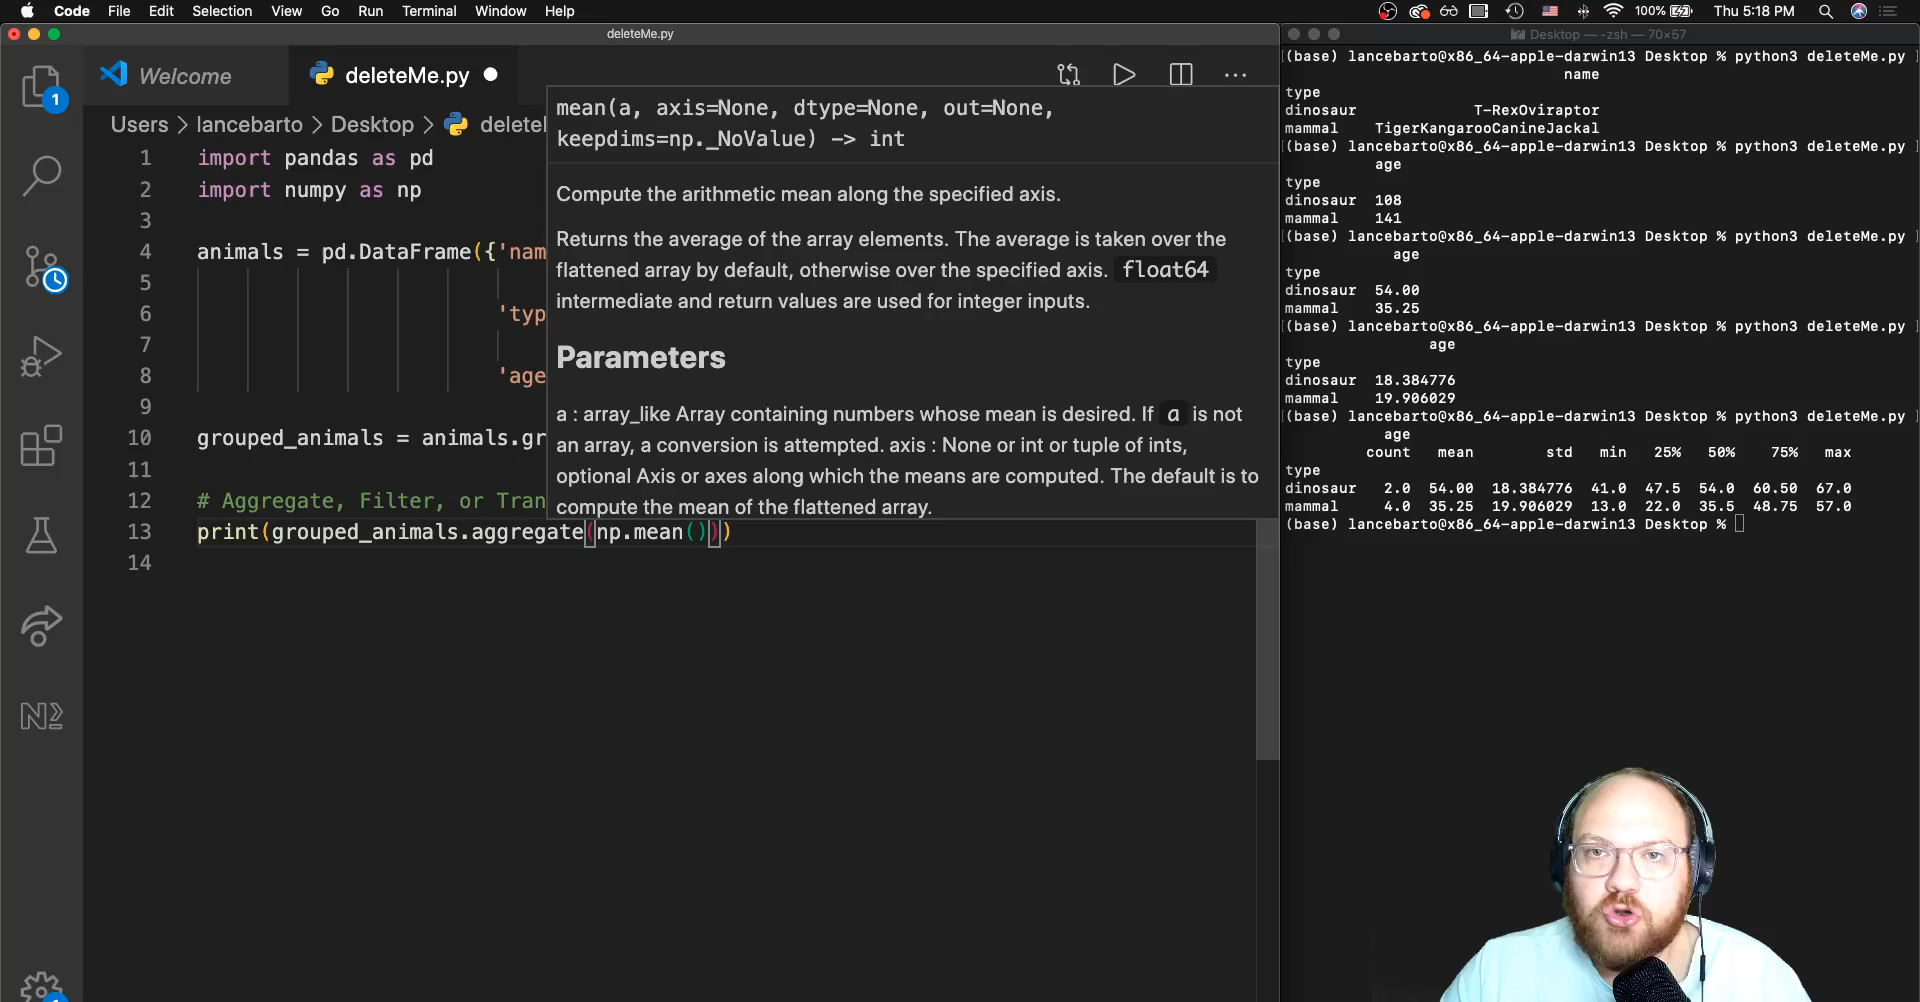 Code File Edit Selection View Go Run Terminal Window Help 100% Thu 5:18 PM
deleteMe.py
Desktop — -zsh — 70×57
Welcome
deleteMe.py
1
Users > lancebarto > Desktop > deletel
mean(a, axis=None, dtype=None, out=None,
keepdims=np._NoValue) -> int
Compute the arithmetic mean along the specified axis.
Returns the average of the array elements. The average is taken over the
flattened array by default, otherwise over the specified axis. float64
intermediate and return values are used for integer inputs.
Parameters
a : array_like Array containing numbers whose mean is desired. If a is not
an array, a conversion is attempted. axis : None or int or tuple of ints,
optional Axis or axes along which the means are computed. The default is to
compute the mean of the flattened array.
1 import pandas as pd
2 import numpy as np
3
4 animals = pd.DataFrame({'nam
5
6 'typ
7
8 'age
9
10 grouped_animals = animals.gr
11
12 # Aggregate, Filter, or Tran
13 print(grouped_animals.aggregate(np.mean()))
14
(base) lancebarto@x86_64-apple-darwin13 Desktop % python3 deleteMe.py
name
type
dinosaur T-RexOviraptor
mammal TigerKangarooCanineJackal
(base) lancebarto@x86_64-apple-darwin13 Desktop % python3 deleteMe.py
age
type
dinosaur 108
mammal 141
(base) lancebarto@x86_64-apple-darwin13 Desktop % python3 deleteMe.py
age
type
dinosaur 54.00
mammal 35.25
(base) lancebarto@x86_64-apple-darwin13 Desktop % python3 deleteMe.py
age
type
dinosaur 18.384776
mammal 19.906029
(base) lancebarto@x86_64-apple-darwin13 Desktop % python3 deleteMe.py
age
count mean std min 25% 50% 75% max
type
dinosaur 2.0 54.00 18.384776 41.0 47.5 54.0 60.50 67.0
mammal 4.0 35.25 19.906029 13.0 22.0 35.5 48.75 57.0
(base) lancebarto@x86_64-apple-darwin13 Desktop %